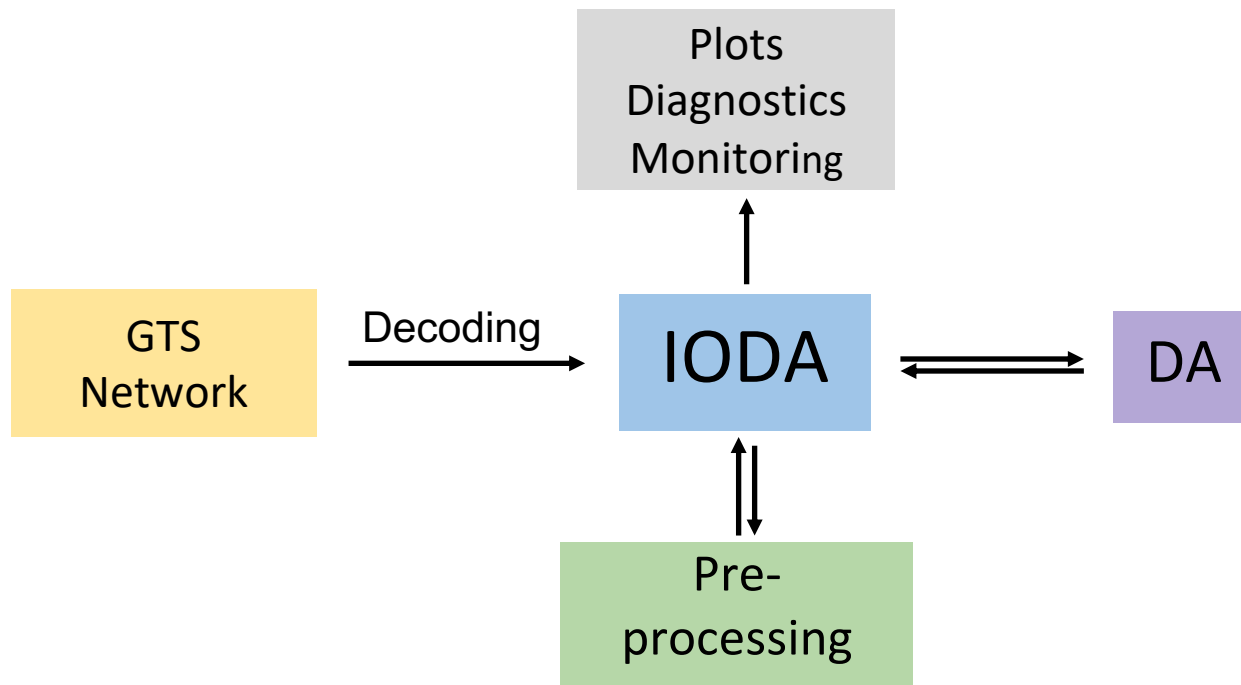 Plots
Diagnostics
Monitoring
GTS
Network
Decoding
IODA
DA
Pre-
processing